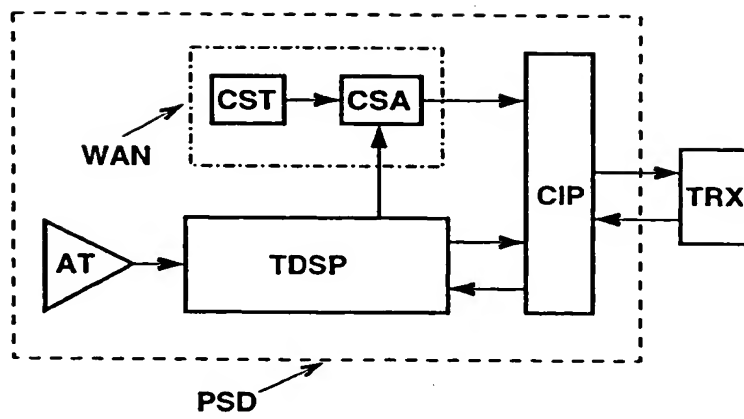 CST
CSA
WAN
CIP
TRX
AT
TDSP
PSD